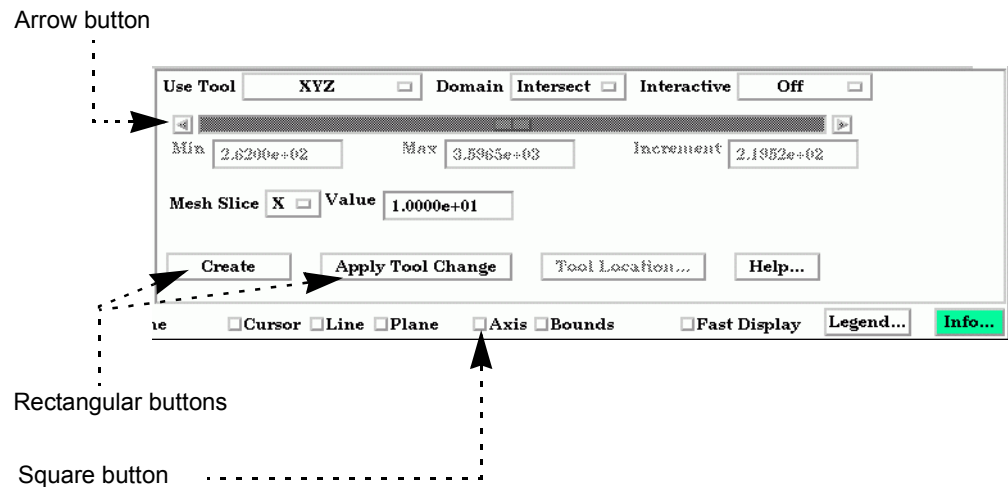 Arrow button
Use Tool XYZ Domain Intersect Interactive Off
Min 2.6200e+02 Max 3.5965e+03 Increment 2.1952e+02
Mesh Slice X Value 1.0000e+01
Create Apply Tool Change Tool Location... Help...
ne Cursor Line Plane Axis Bounds Fast Display Legend... Info...
Rectangular buttons
Square button